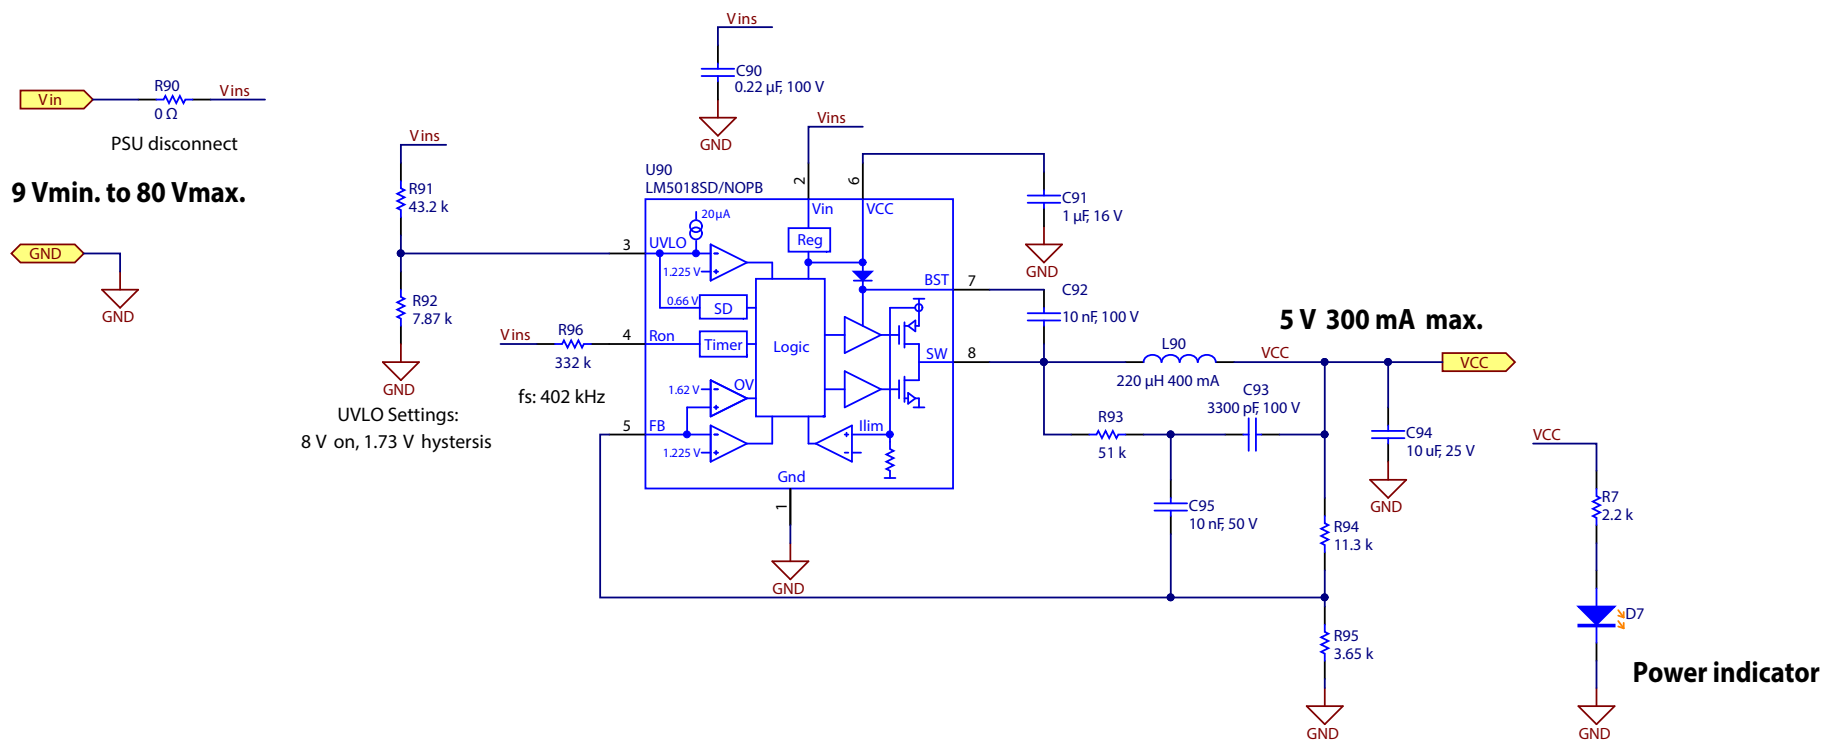 Vins
C90
0.22 µF, 100 V
GND
Vin
R90
0 Ω
Vins
PSU disconnect
9 Vmin. to 80 Vmax.
GND
GND
Vins
R91
43.2 k
R92
7.87 k
GND
UVLO Settings:
8 V on, 1.73 V hystersis
Vins
U90
LM5018SD/NOPB
2
6
Vin
VCC
20µA
Reg
3
UVLO
1.225 V
0.66 V
SD
Vins
R96
332 k
fs: 402 kHz
4
Ron
Timer
Logic
1.62 V
OV
5
FB
1.225 V
Ilim
Gnd
1
GND
BST
7
SW
8
C91
1 µF, 16 V
GND
C92
10 nF, 100 V
5 V 300 mA max.
L90
220 µH 400 mA
VCC
VCC
C93
3300 pF, 100 V
R93
51 k
C94
10 uF, 25 V
GND
C95
10 nF, 50 V
R94
11.3 k
R95
3.65 k
GND
VCC
R7
2.2 k
D7
Power indicator
GND